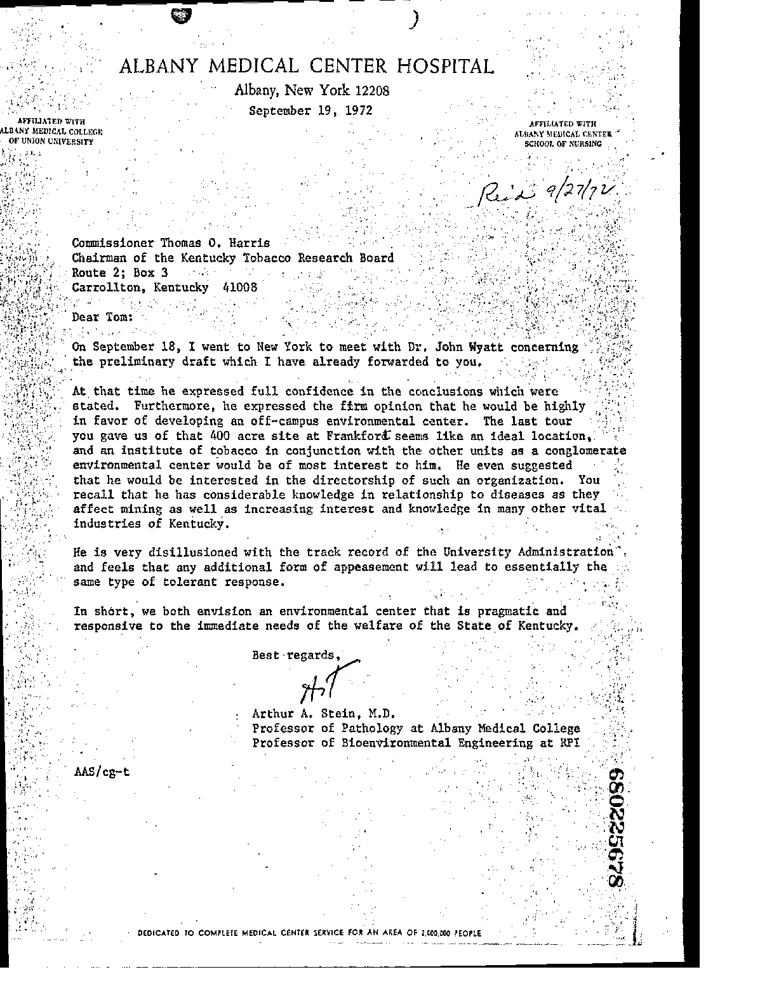 ALBANY MEDICAL CENTER HOSPITAL
Albany, New York 12208
September 19, 1972
AFFILIATED WITH
ALBANY MEDICAL COLLEGE
OF UNION UNIVERSITY
AFFILIATED WITH
ALBANY MEDICAL CENTER
SCHOOL OF NURSING
Rec'd 9/27/72
Commissioner Thomas O. Harris
Chairman of the Kentucky Tobacco Research Board
Route 2; Box 3
Carrollton, Kentucky 41008
Dear Tom:
On September 18, I went to New York to meet with Dr. John Wyatt concerning
the preliminary draft which I have already forwarded to you.
At that time he expressed full confidence in the conclusions which were
stated. Furthermore, he expressed the firm opinion that he would be highly
in favor of developing an off-campus environmental center. The last tour
you gave us of that 400 acre site at Frankfort seems like an ideal location,
and an institute of tobacco in conjunction with the other units as a conglomerate
environmental center would be of most interest to him. He even suggested
that he would be interested in the directorship of such an organization. You
recall that he has considerable knowledge in relationship to diseases as they
affect mining as well as increasing interest and knowledge in many other vital
industries of Kentucky.
He is very disillusioned with the track record of the University Administration,
and feels that any additional form of appeasement will lead to essentially the
same type of tolerant response.
In short, we both envision an environmental center that is pragmatic and
responsive to the immediate needs of the welfare of the State of Kentucky.
Best regards,
Art
Arthur A. Stein, M.D.
Professor of Pathology at Albany Medical College
Professor of Bioenvironmental Engineering at RPI
AAS/cg-t
680225678
DEDICATED TO COMPLETE MEDICAL CENTER SERVICE FOR AN AREA OF 2,000,000 PEOPLE